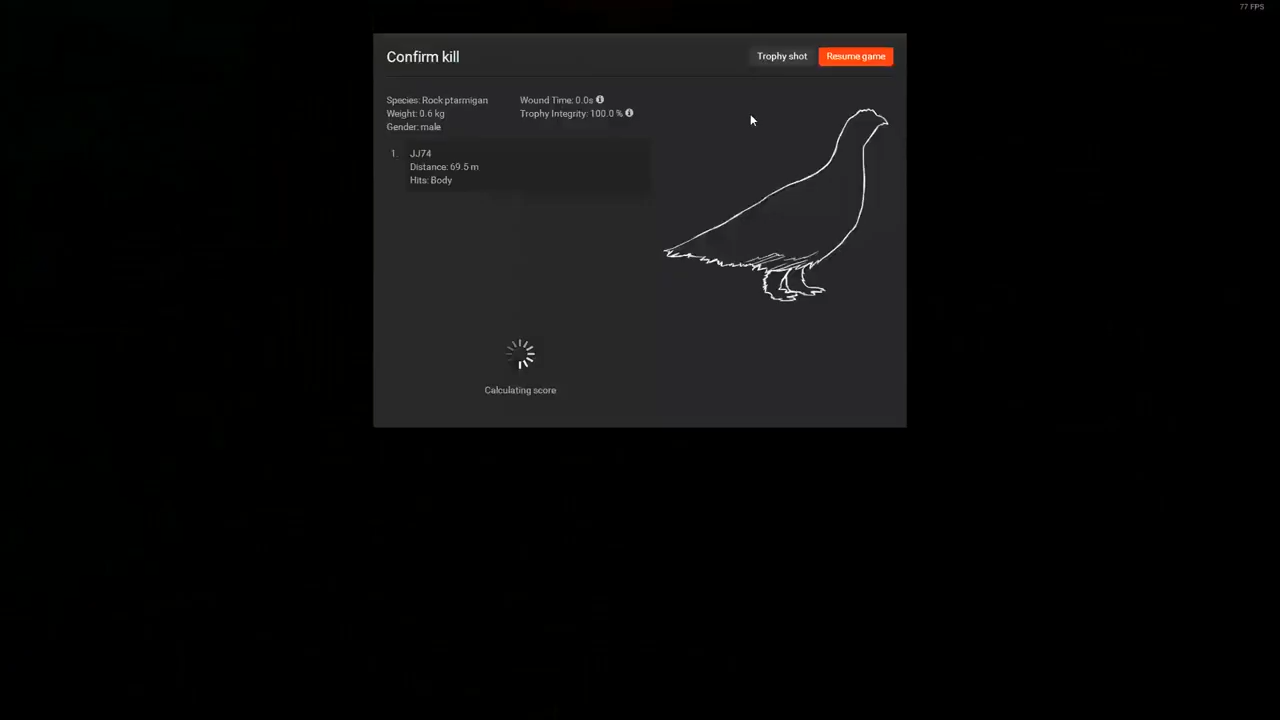 77 FPS
Confirm kill
Trophy shot
Resume game
Species: Rock ptarmigan
Weight: 0.6 kg
Gender: male
Wound Time: 0.0s
Trophy Integrity: 100.0 %
1. JJ74
Distance: 69.5 m
Hits: Body
Calculating score